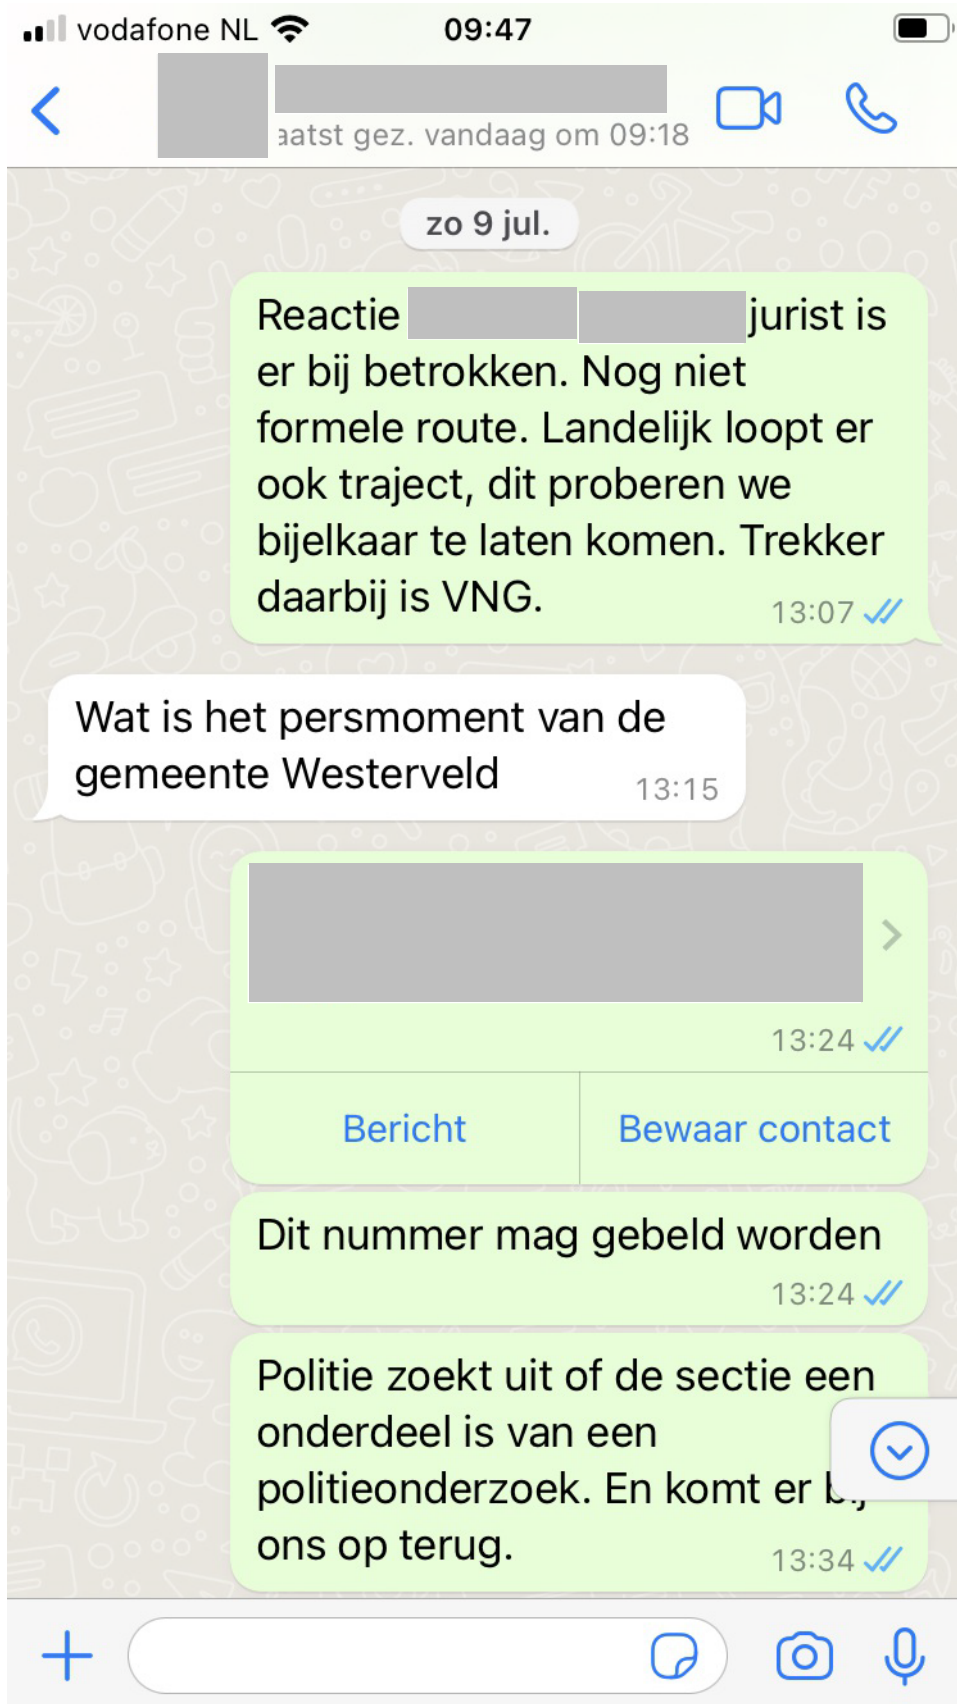 vodafone NL 09:47
aatst gez. vandaag om 09:18
zo 9 jul.
Reactie jurist is
er bij betrokken. Nog niet
formele route. Landelijk loopt er
ook traject, dit proberen we
bijelkaar te laten komen. Trekker
daarbij is VNG.
13:07
Wat is het persmoment van de
gemeente Westerveld
13:15
13:24
Bericht
Bewaar contact
Dit nummer mag gebeld worden
13:24
Politie zoekt uit of de sectie een
onderdeel is van een
politieonderzoek. En komt er bij
ons op terug.
13:34